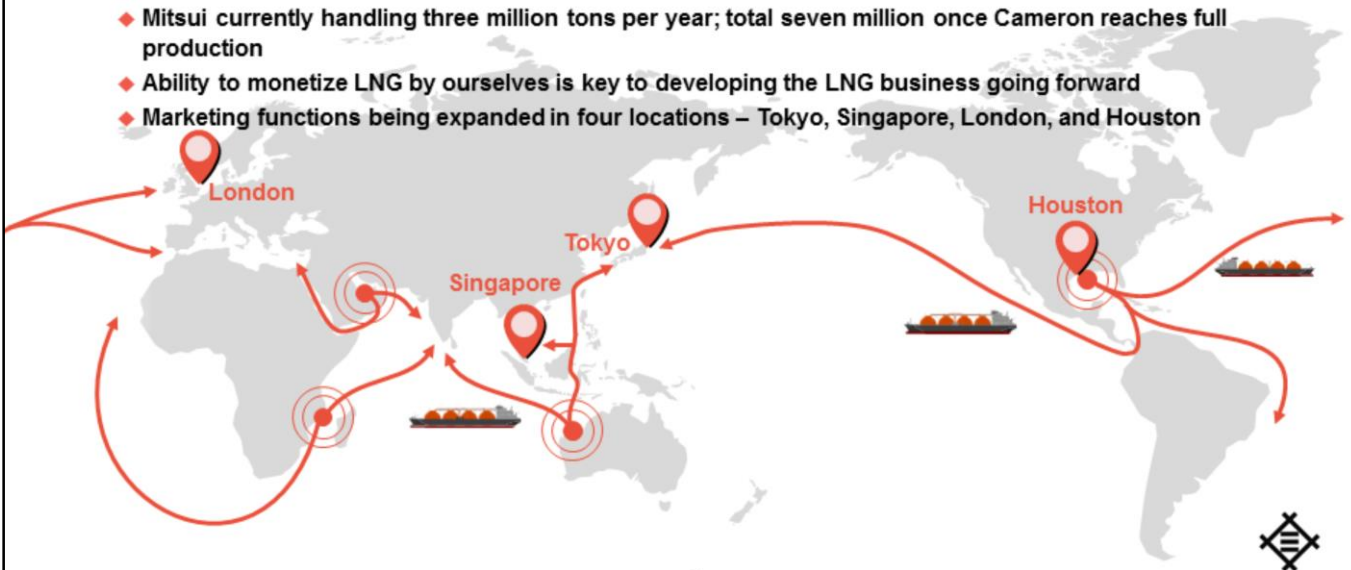 Mitsui currently handling three million tons per year; total seven million once Cameron reaches full
production
Ability to monetize LNG by ourselves is key to developing the LNG business going forward
Marketing functions being expanded in four locations – Tokyo, Singapore, London, and Houston
London
Houston
Tokyo
Singapore